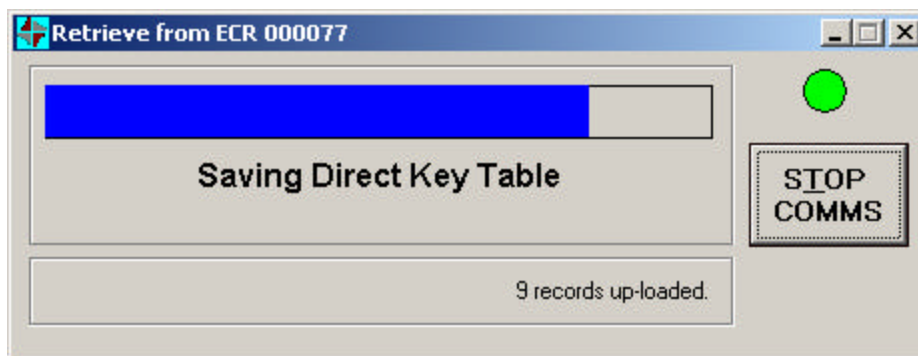 Retrieve from ECR 000077
Saving Direct Key Table
STOP
COMMS
9 records up-loaded.